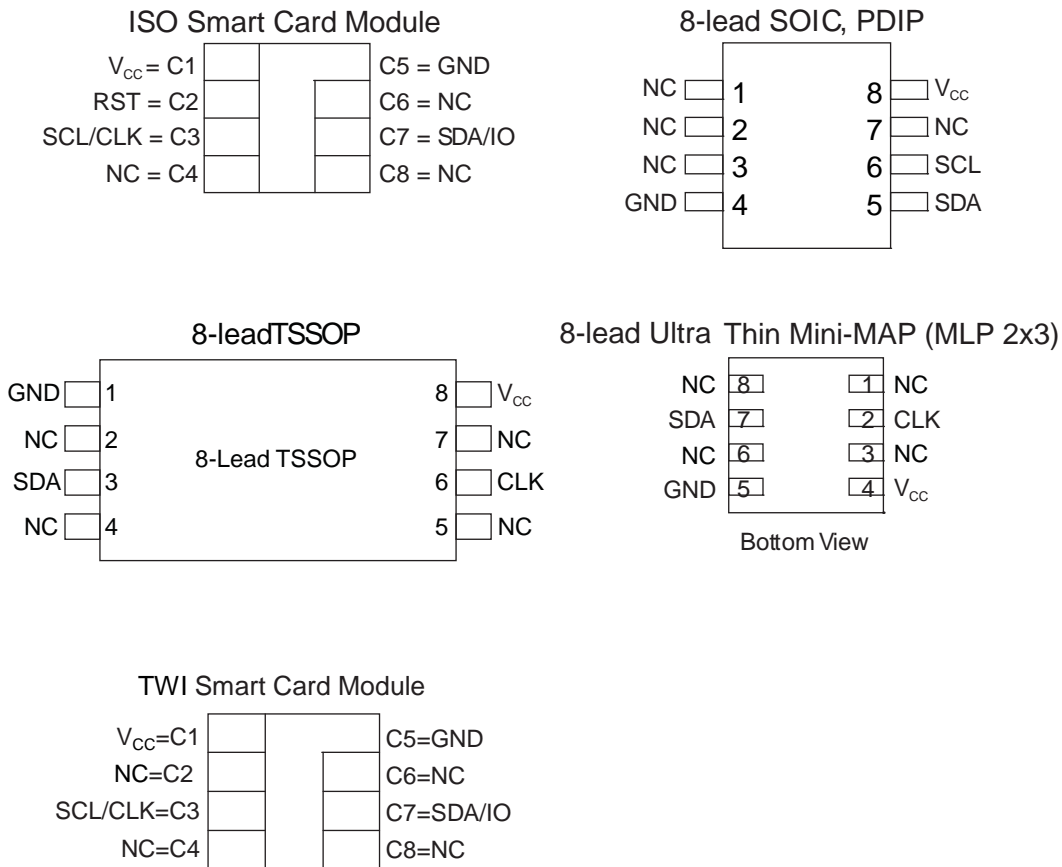 ISO Smart Card Module
VCC = C1
C5 = GND
RST = C2
C6 = NC
SCL/CLK = C3
C7 = SDA/IO
NC = C4
C8 = NC
8-lead SOIC, PDIP
NC 1 8 VCC
NC 2 7 NC
NC 3 6 SCL
GND 4 5 SDA
8-leadTSSOP
GND 1 8 VCC
NC 2 7 NC
8-Lead TSSOP
SDA 3 6 CLK
NC 4 5 NC
8-lead Ultra Thin Mini-MAP (MLP 2x3)
NC 8 1 NC
SDA 7 2 CLK
NC 6 3 NC
GND 5 4 VCC
Bottom View
TWI Smart Card Module
VCC=C1
C5=GND
NC=C2
C6=NC
SCL/CLK=C3
C7=SDA/IO
NC=C4
C8=NC